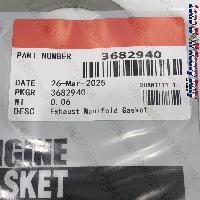 PART NUMBER 3682940
DATE 26-Mar-2025 QUANTITY 1
PKGR 3682940
WT 0.06
DESC Exhaust Manifold Gasket
ENGINE
GASKET